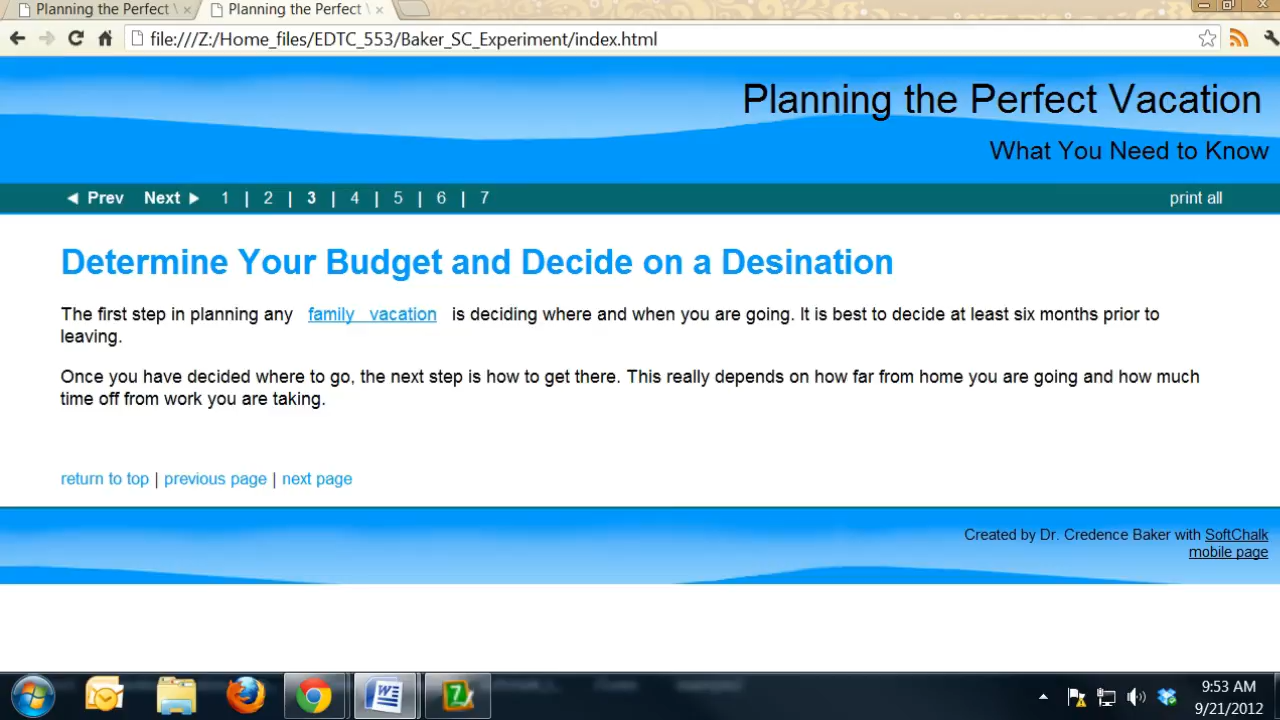 Planning the Perfect V
Planning the Perfect V
file:///Z:/Home_files/EDTC_553/Baker_SC_Experiment/index.html
Planning the Perfect Vacation
What You Need to Know
Prev Next 1 | 2 | 3 | 4 | 5 | 6 | 7 print all
Determine Your Budget and Decide on a Desination
The first step in planning any family vacation is deciding where and when you are going. It is best to decide at least six months prior to
leaving.
Once you have decided where to go, the next step is how to get there. This really depends on how far from home you are going and how much
time off from work you are taking.
return to top | previous page | next page
Created by Dr. Credence Baker with SoftChalk
mobile page
9:53 AM
9/21/2012